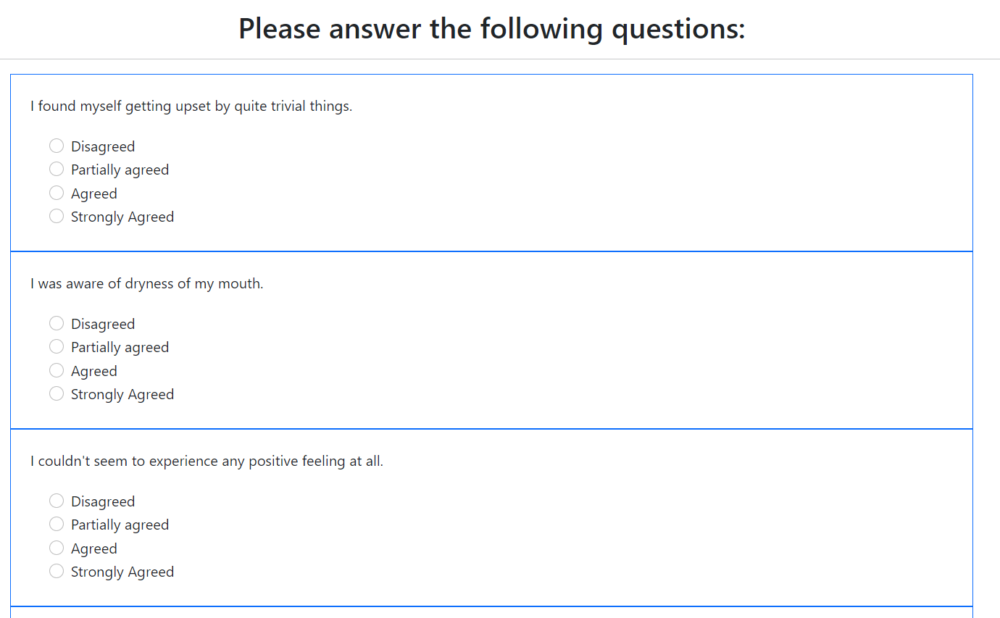 Please answer the following questions:
I found myself getting upset by quite trivial things.
Disagreed
Partially agreed
Agreed
Strongly Agreed
I was aware of dryness of my mouth.
Disagreed
Partially agreed
Agreed
Strongly Agreed
I couldn't seem to experience any positive feeling at all.
Disagreed
Partially agreed
Agreed
Strongly Agreed